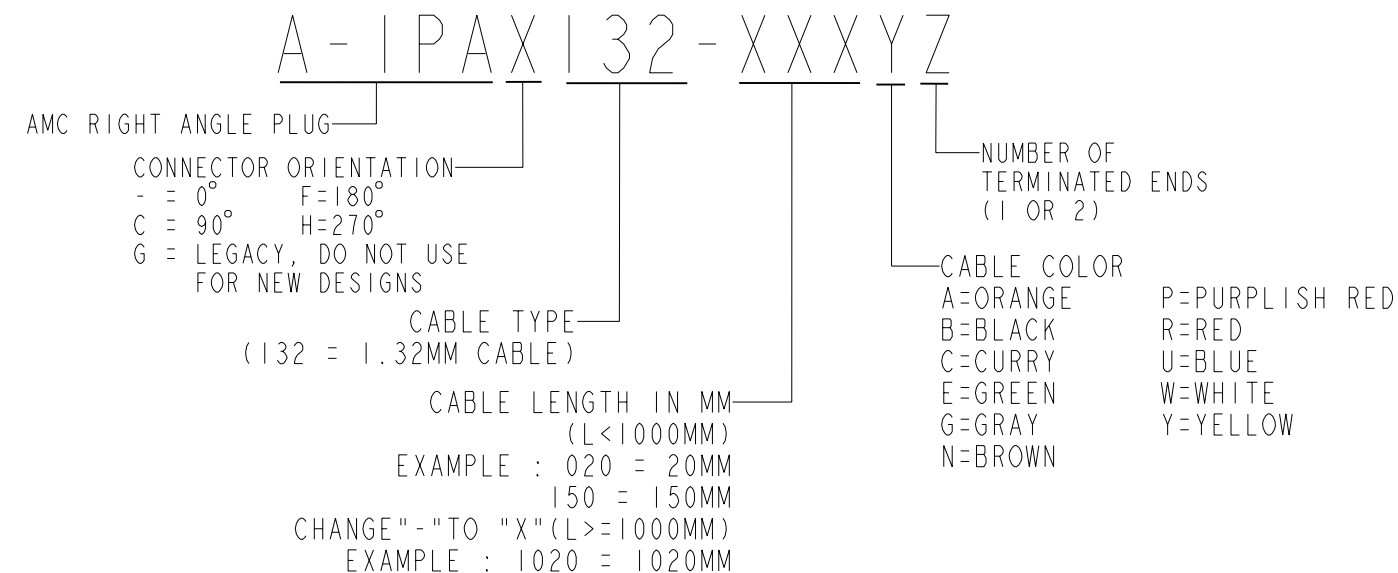 A-1PAX132-XXXYZ
AMC RIGHT ANGLE PLUG
CONNECTOR ORIENTATION
- = 0° F=180°
C = 90° H=270°
G = LEGACY, DO NOT USE
FOR NEW DESIGNS
CABLE TYPE
(132 = 1.32MM CABLE)
CABLE LENGTH IN MM
(L<1000MM)
EXAMPLE : 020 = 20MM
150 = 150MM
CHANGE"-"TO "X"(L>=1000MM)
EXAMPLE : 1020 = 1020MM
NUMBER OF
TERMINATED ENDS
(1 OR 2)
CABLE COLOR
A=ORANGE P=PURPLISH RED
B=BLACK R=RED
C=CURRY U=BLUE
E=GREEN W=WHITE
G=GRAY Y=YELLOW
N=BROWN